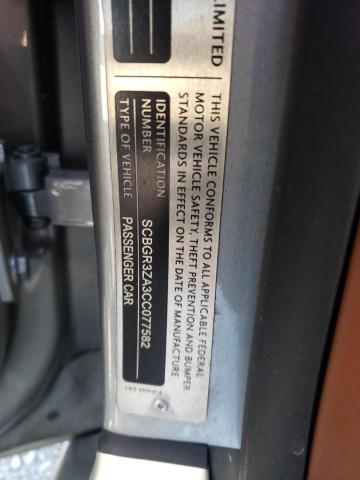 LIMITED
THIS VEHICLE CONFORMS TO ALL APPLICABLE FEDERAL
MOTOR VEHICLE SAFETY, THEFT PREVENTION AND BUMPER
STANDARDS IN EFFECT ON THE DATE OF MANUFACTURE
IDENTIFICATION
NUMBER SCBGR3ZA3CC077582
TYPE OF VEHICLE PASSENGER CAR